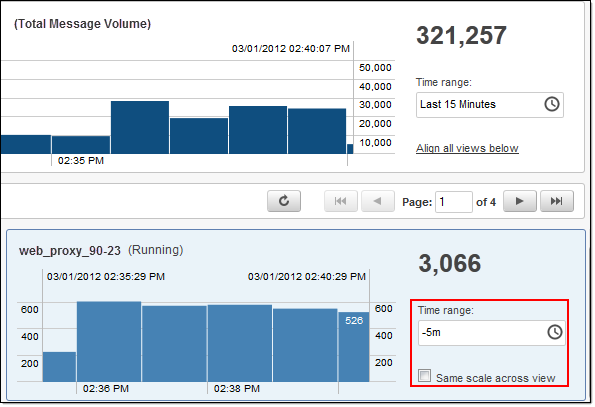 (Total Message Volume)
321,257
03/01/2012 02:40:07 PM
50,000
40,000
30,000
20,000
10,000
02:35 PM
Time range:
Last 15 Minutes
Align all views below
Page: 1 of 4
web_proxy_90-23 (Running)
3,066
03/01/2012 02:35:29 PM 03/01/2012 02:40:29 PM
600 600
400 400
200 200
526
02:36 PM 02:38 PM
Time range:
-5m
Same scale across view